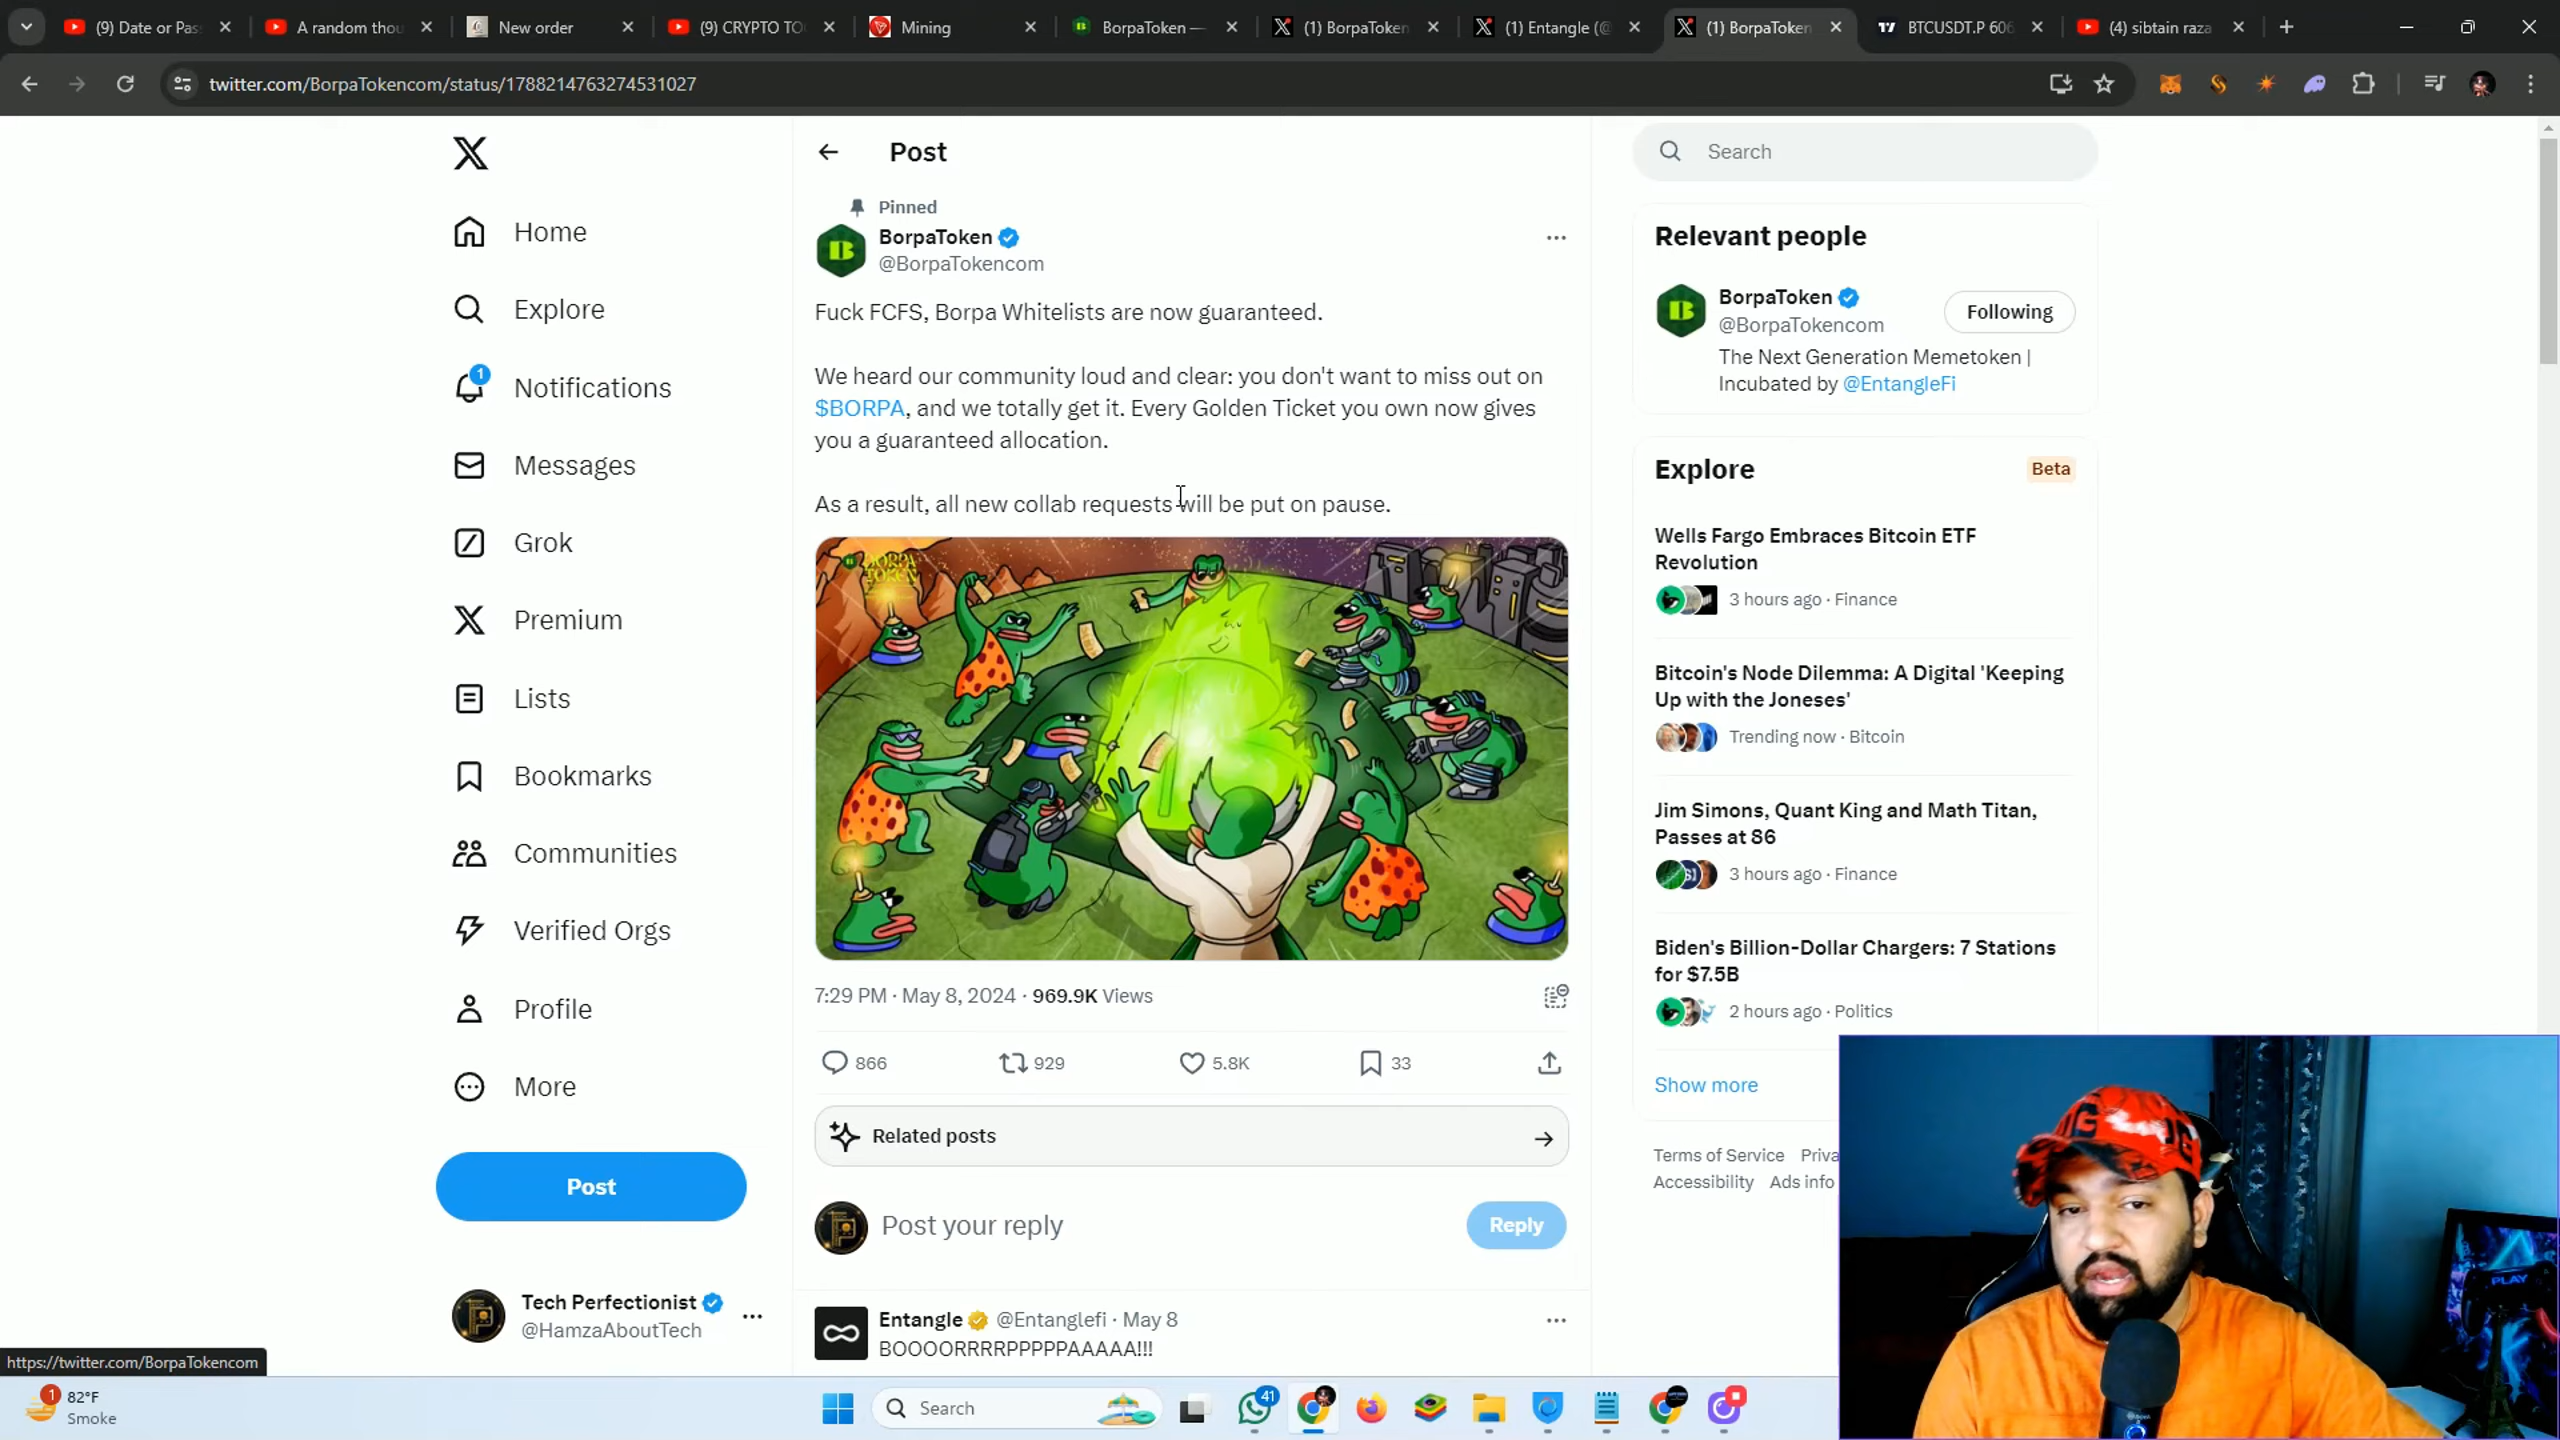 (9) Date or Pas
A random thou
New order
(9) CRYPTO TO
Mining
BorpaToken —
(1) BorpaToken
(1) Entangle (@
(1) BorpaToken
BTCUSDT.P 606
(4) sibtain raza
twitter.com/BorpaTokencom/status/1788214763274531027
Home
Explore
1
Notifications
Messages
Grok
Premium
Lists
Bookmarks
Communities
Verified Orgs
Profile
More
Post
Tech Perfectionist
@HamzaAboutTech
Post
Pinned
BorpaToken
@BorpaTokencom
Fuck FCFS, Borpa Whitelists are now guaranteed.
We heard our community loud and clear: you don't want to miss out on
$BORPA, and we totally get it. Every Golden Ticket you own now gives
you a guaranteed allocation.
As a result, all new collab requests will be put on pause.
BORPA
TOKEN
7:29 PM · May 8, 2024 · 969.9K Views
866
929
5.8K
33
Related posts
Post your reply
Reply
Entangle @Entanglefi · May 8
BOOOORRRRPPPPPAAAAA!!!
Search
Relevant people
BorpaToken
@BorpaTokencom
Following
The Next Generation Memetoken |
Incubated by @EntangleFi
Explore
Beta
Wells Fargo Embraces Bitcoin ETF
Revolution
3 hours ago · Finance
Bitcoin's Node Dilemma: A Digital 'Keeping
Up with the Joneses'
Trending now · Bitcoin
Jim Simons, Quant King and Math Titan,
Passes at 86
3 hours ago · Finance
Biden's Billion-Dollar Chargers: 7 Stations
for $7.5B
2 hours ago · Politics
Show more
Terms of Service Priva
Accessibility Ads info
PLAY
https://twitter.com/BorpaTokencom
1
82°F
Smoke
Search
41